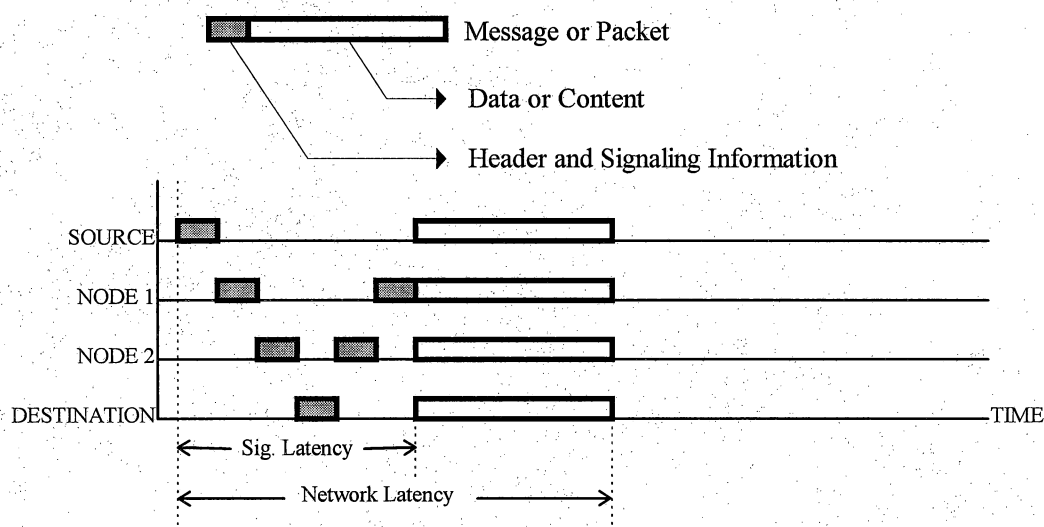 Message or Packet
Data or Content
Header and Signaling Information
SOURCE
NODE 1
NODE 2
DESTINATION
TIME
Sig. Latency
Network Latency